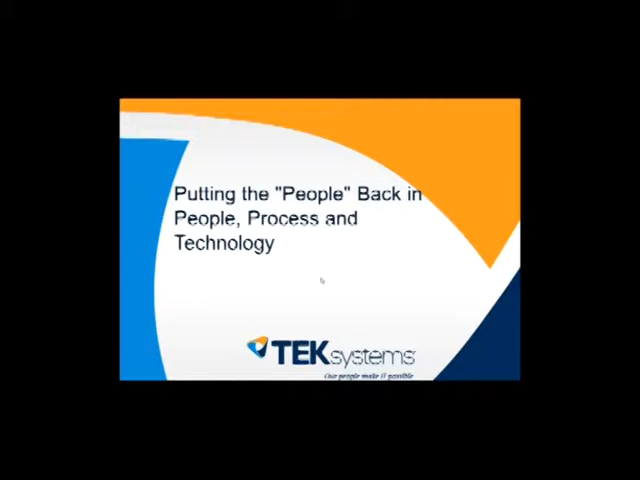 Putting the "People" Back in
People, Process and
Technology
TEKsystems
Our people make IT possible